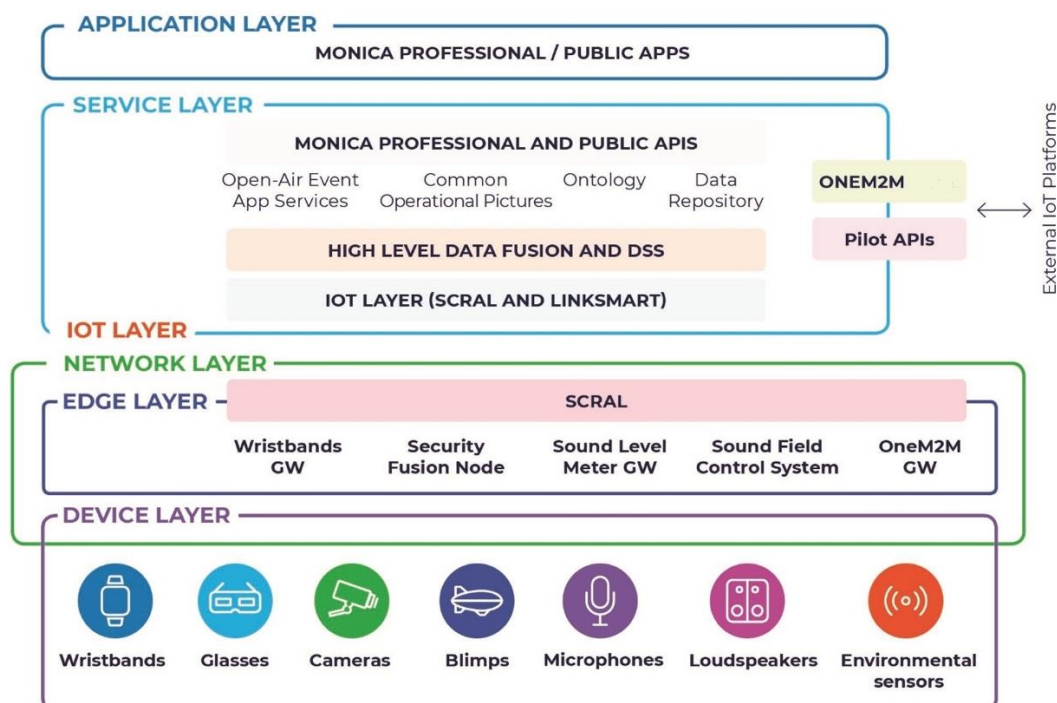 APPLICATION LAYER
MONICA PROFESSIONAL / PUBLIC APPS
SERVICE LAYER
MONICA PROFESSIONAL AND PUBLIC APIS
Open-Air Event
App Services
Common
Operational Pictures
Ontology
Data
Repository
ONEM2M
Pilot APIs
External IoT Platforms
HIGH LEVEL DATA FUSION AND DSS
IOT LAYER (SCRAL AND LINKSMART)
IOT LAYER
NETWORK LAYER
EDGE LAYER
SCRAL
Wristbands
GW
Security
Fusion Node
Sound Level
Meter GW
Sound Field
Control System
OneM2M
GW
DEVICE LAYER
Wristbands
Glasses
Cameras
Blimps
Microphones
Loudspeakers
Environmental
sensors